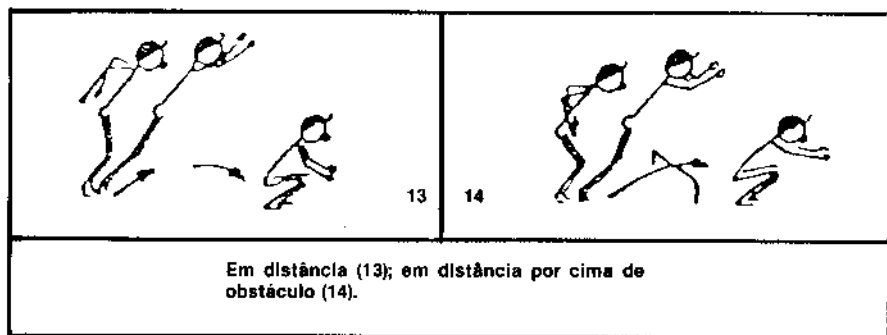 13
14
Em distância (13); em distância por cima de
obstáculo (14).